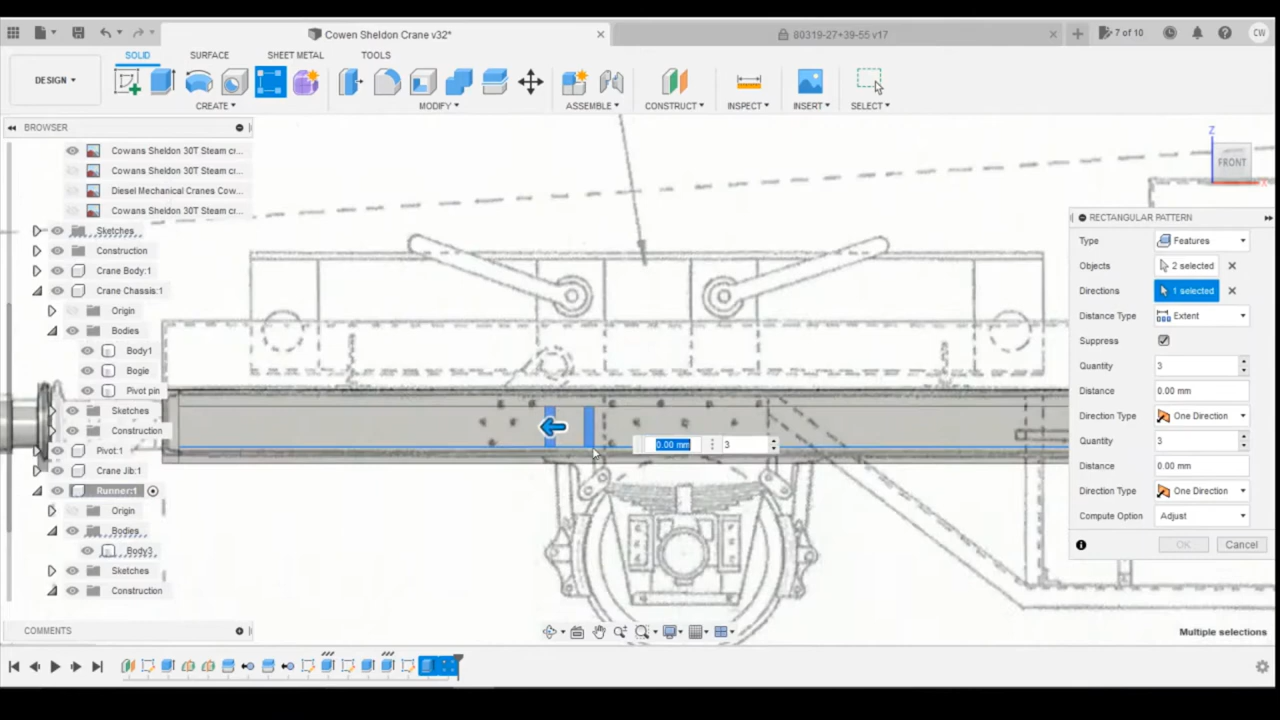 Cowen Sheldon Crane v32*
80319-27+39-55 v17
7 of 10
CW
DESIGN
SOLID
SURFACE
SHEET METAL
TOOLS
CREATE
MODIFY
ASSEMBLE
CONSTRUCT
INSPECT
INSERT
SELECT
BROWSER
Cowans Sheldon 30T Steam cr...
Cowans Sheldon 30T Steam cr...
Diesel Mechanical Cranes Cow...
Cowans Sheldon 30T Steam cr...
Sketches
Construction
Crane Body:1
Crane Chassis:1
Origin
Bodies
Body1
Bogie
Pivot pin
Sketches
Construction
Pivot:1
Crane Jib:1
Runner:1
Origin
Bodies
Body3
Sketches
Construction
COMMENTS
Z
FRONT
X
0.00 mm
3
RECTANGULAR PATTERN
Type Features
Objects 2 selected
Directions 1 selected
Distance Type Extent
Suppress
Quantity 3
Distance 0.00 mm
Direction Type One Direction
Quantity 3
Distance 0.00 mm
Direction Type One Direction
Compute Option Adjust
OK Cancel
Multiple selections